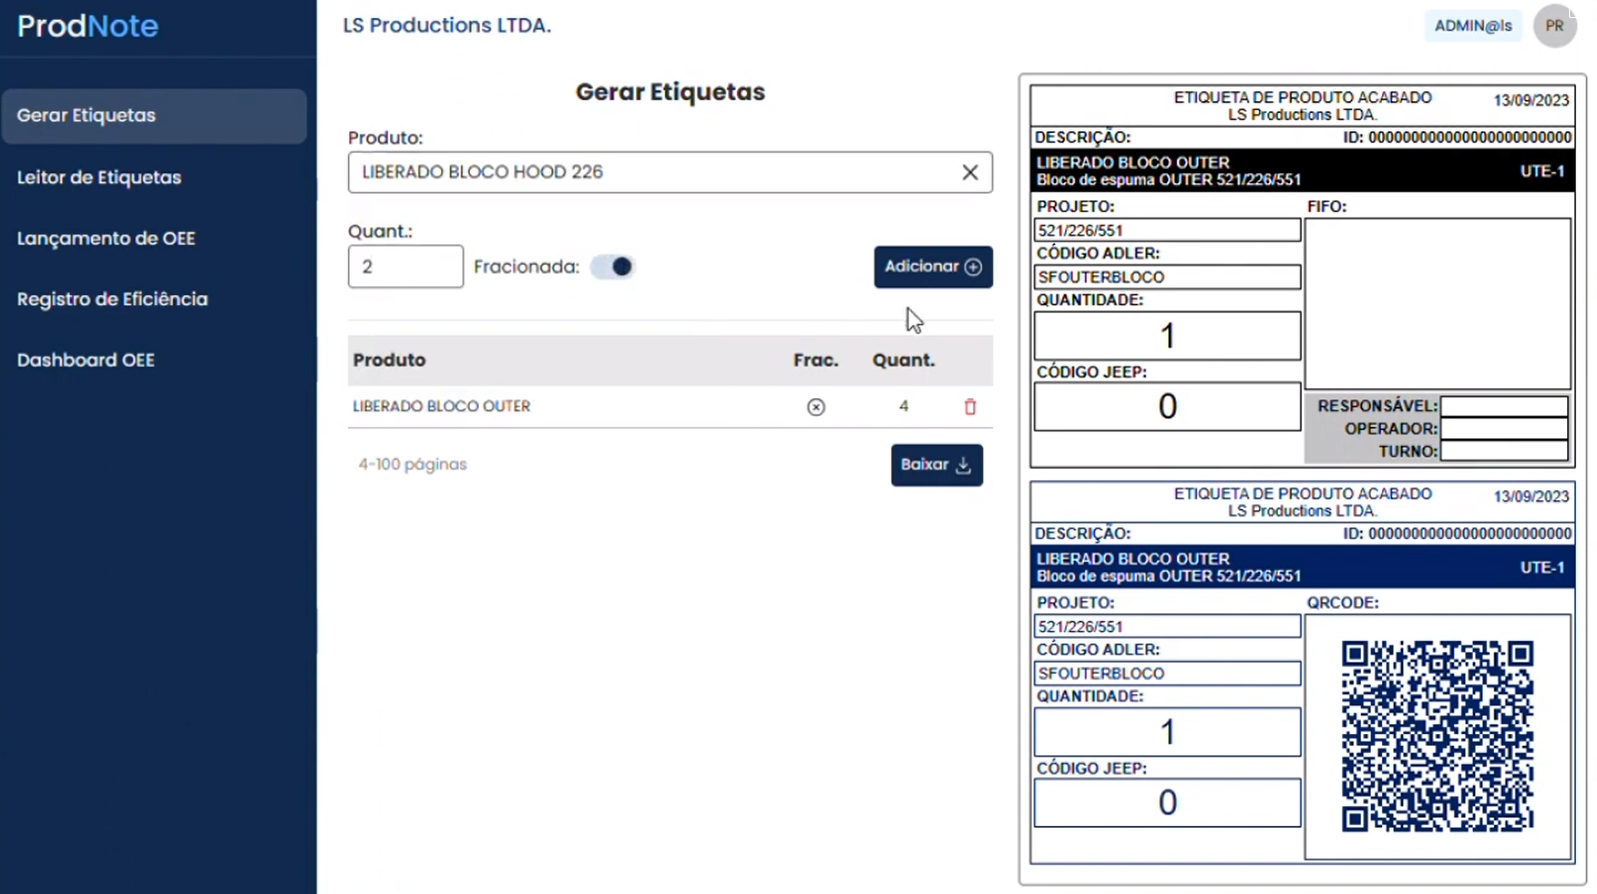 ProdNote
LS Productions LTDA.
ADMIN@ls
PR
Gerar Etiquetas
Leitor de Etiquetas
Lançamento de OEE
Registro de Eficiência
Dashboard OEE
Gerar Etiquetas
Produto:
LIBERADO BLOCO HOOD 226
Quant.:
2
Fracionada:
Adicionar
Produto Frac. Quant.
LIBERADO BLOCO OUTER 4
4-100 páginas
Baixar
ETIQUETA DE PRODUTO ACABADO 13/09/2023
LS Productions LTDA.
DESCRIÇÃO: ID: 000000000000000000000000
LIBERADO BLOCO OUTER UTE-1
Bloco de espuma OUTER 521/226/551
PROJETO: FIFO:
521/226/551
CÓDIGO ADLER:
SFOUTERBLOCO
QUANTIDADE:
1
CÓDIGO JEEP:
0
RESPONSÁVEL:
OPERADOR:
TURNO:
ETIQUETA DE PRODUTO ACABADO 13/09/2023
LS Productions LTDA.
DESCRIÇÃO: ID: 000000000000000000000000
LIBERADO BLOCO OUTER UTE-1
Bloco de espuma OUTER 521/226/551
PROJETO: QRCODE:
521/226/551
CÓDIGO ADLER:
SFOUTERBLOCO
QUANTIDADE:
1
CÓDIGO JEEP:
0